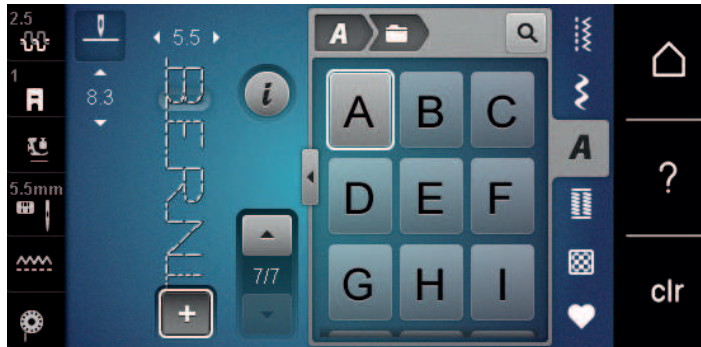 2.5
1
5.5mm
5.5
8.3
BERNI
i
7/7
+
A
A B C
D E F
G H I
A
?
clr